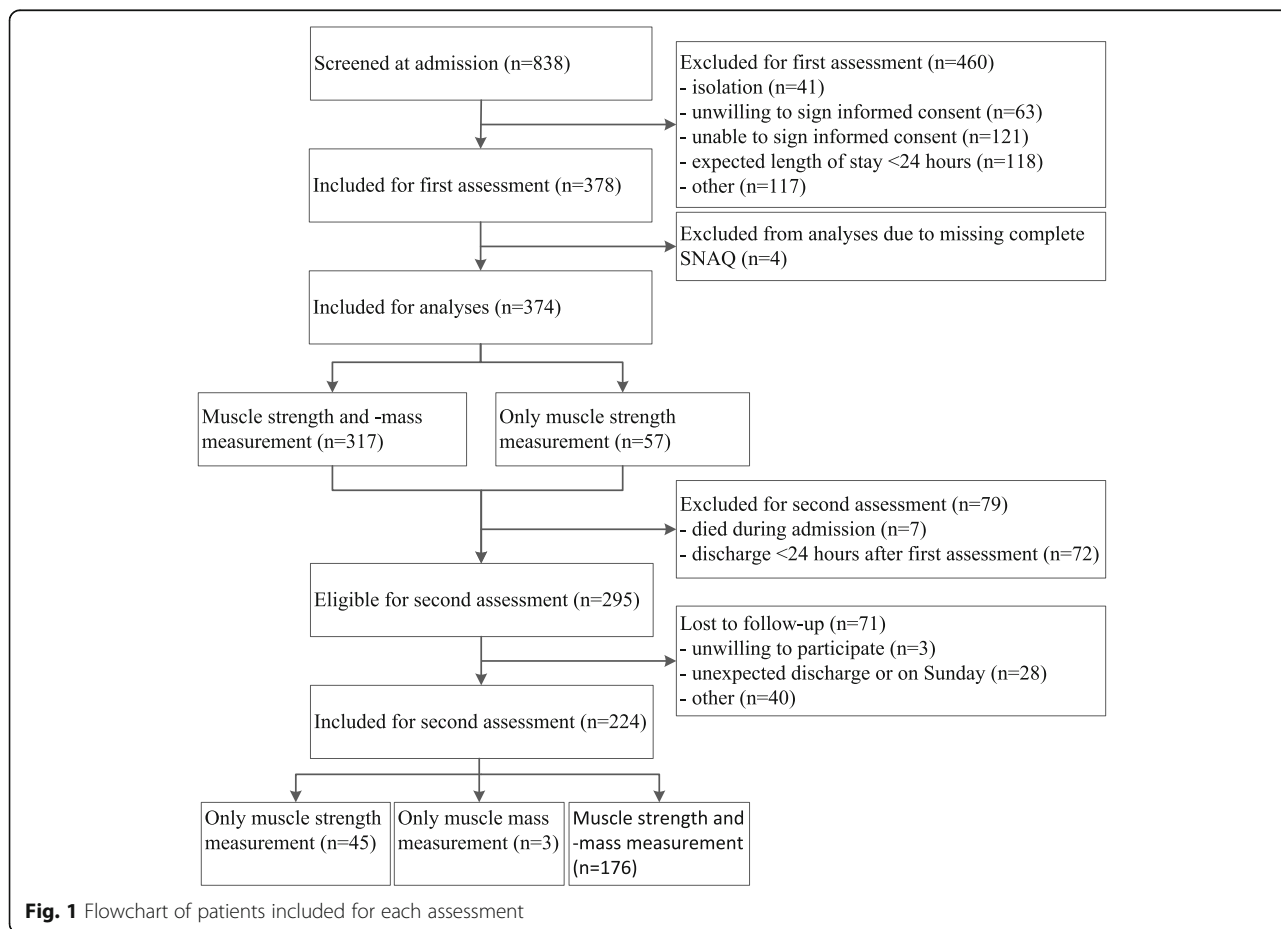 Screened at admission (n=838)
Excluded for first assessment (n=460)
- isolation (n=41)
- unwilling to sign informed consent (n=63)
- unable to sign informed consent (n=121)
- expected length of stay <24 hours (n=118)
- other (n=117)
Included for first assessment (n=378)
Excluded from analyses due to missing complete
SNAQ (n=4)
Included for analyses (n=374)
Muscle strength and -mass
measurement (n=317)
Only muscle strength
measurement (n=57)
Excluded for second assessment (n=79)
- died during admission (n=7)
- discharge <24 hours after first assessment (n=72)
Eligible for second assessment (n=295)
Lost to follow-up (n=71)
- unwilling to participate (n=3)
- unexpected discharge or on Sunday (n=28)
- other (n=40)
Included for second assessment (n=224)
Only muscle strength
measurement (n=45)
Only muscle mass
measurement (n=3)
Muscle strength and
-mass measurement
(n=176)
Fig. 1 Flowchart of patients included for each assessment